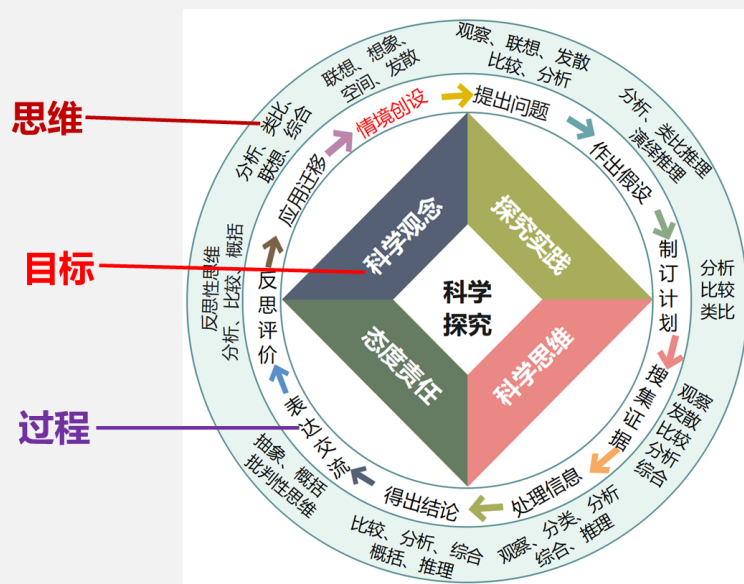 思维
目标
过程
观察、联想、发散
比较、分析
分析、类比推理
演绎推理
分析
比较
类比
观察
发散
比较
分析
综合
观察、分类、分析
综合、推理
比较、分析、综合
概括、推理
抽象、概括
批判性思维
反思性思维
分析、比较、概括
分析、类比、
联想、综合
联想、想象、
空间、发散
情境创设
提出问题
作出假设
制订计划
搜集证据
处理信息
得出结论
表达交流
反思评价
应用迁移
科学观念
探究实践
科学思维
态度责任
科学
探究